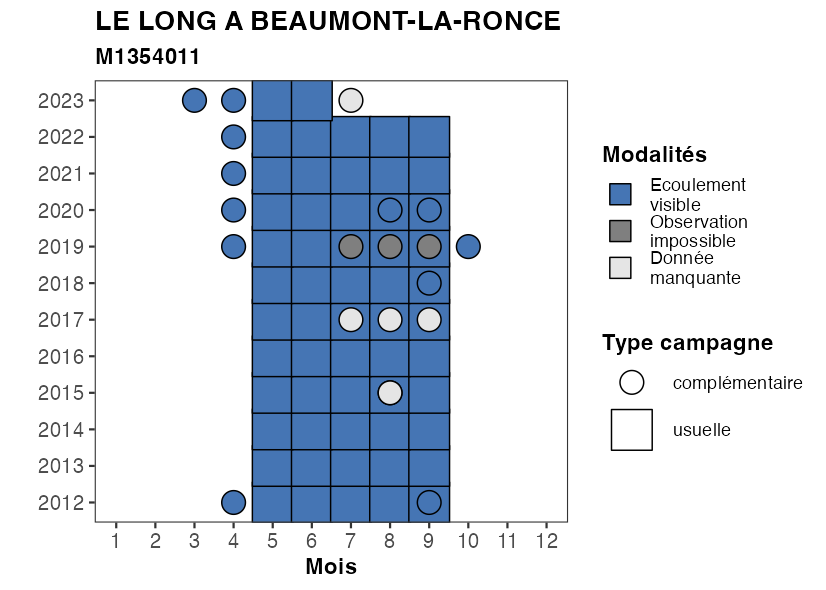 LE LONG A BEAUMONT-LA-RONCE
M1354011
2023
2022
2021
2020
2019
2018
2017
2016
2015
2014
2013
2012
1 2 3 4 5 6 7 8 9 10 11 12
Mois
Modalités
Ecoulement
visible
Observation
impossible
Donnée
manquante
Type campagne
complémentaire
usuelle